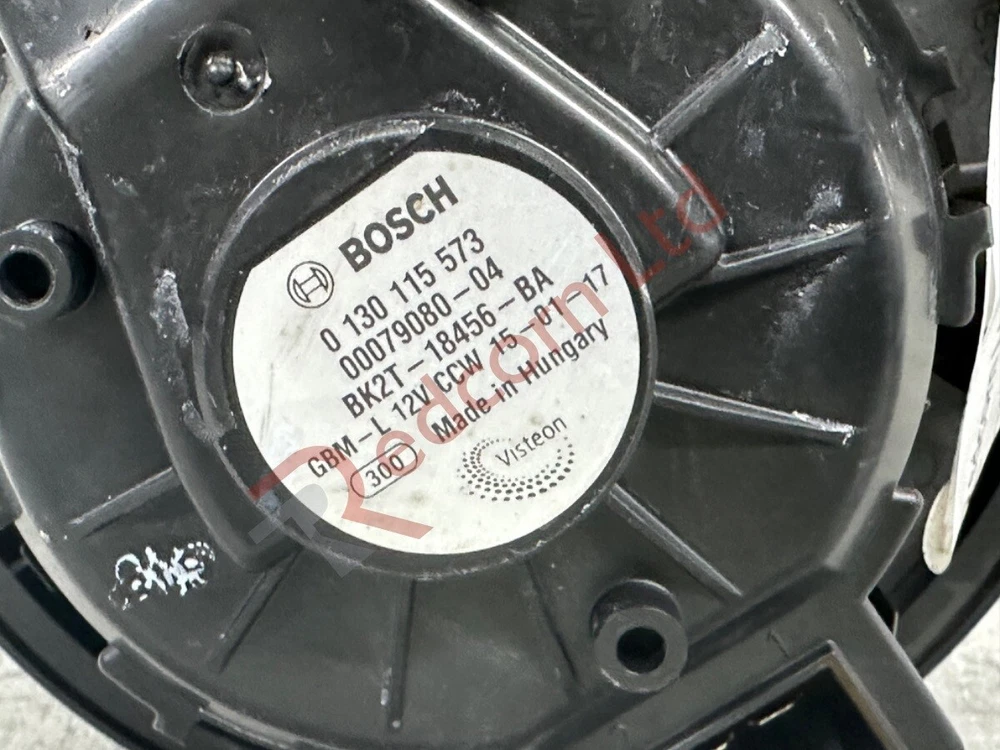 BOSCH
0 130 115 573
00079080-04
BK2T-18456-BA
GBM-L 12V CCW 15-01-17
300 Made in Hungary
Visteon
Redcorn Ltd